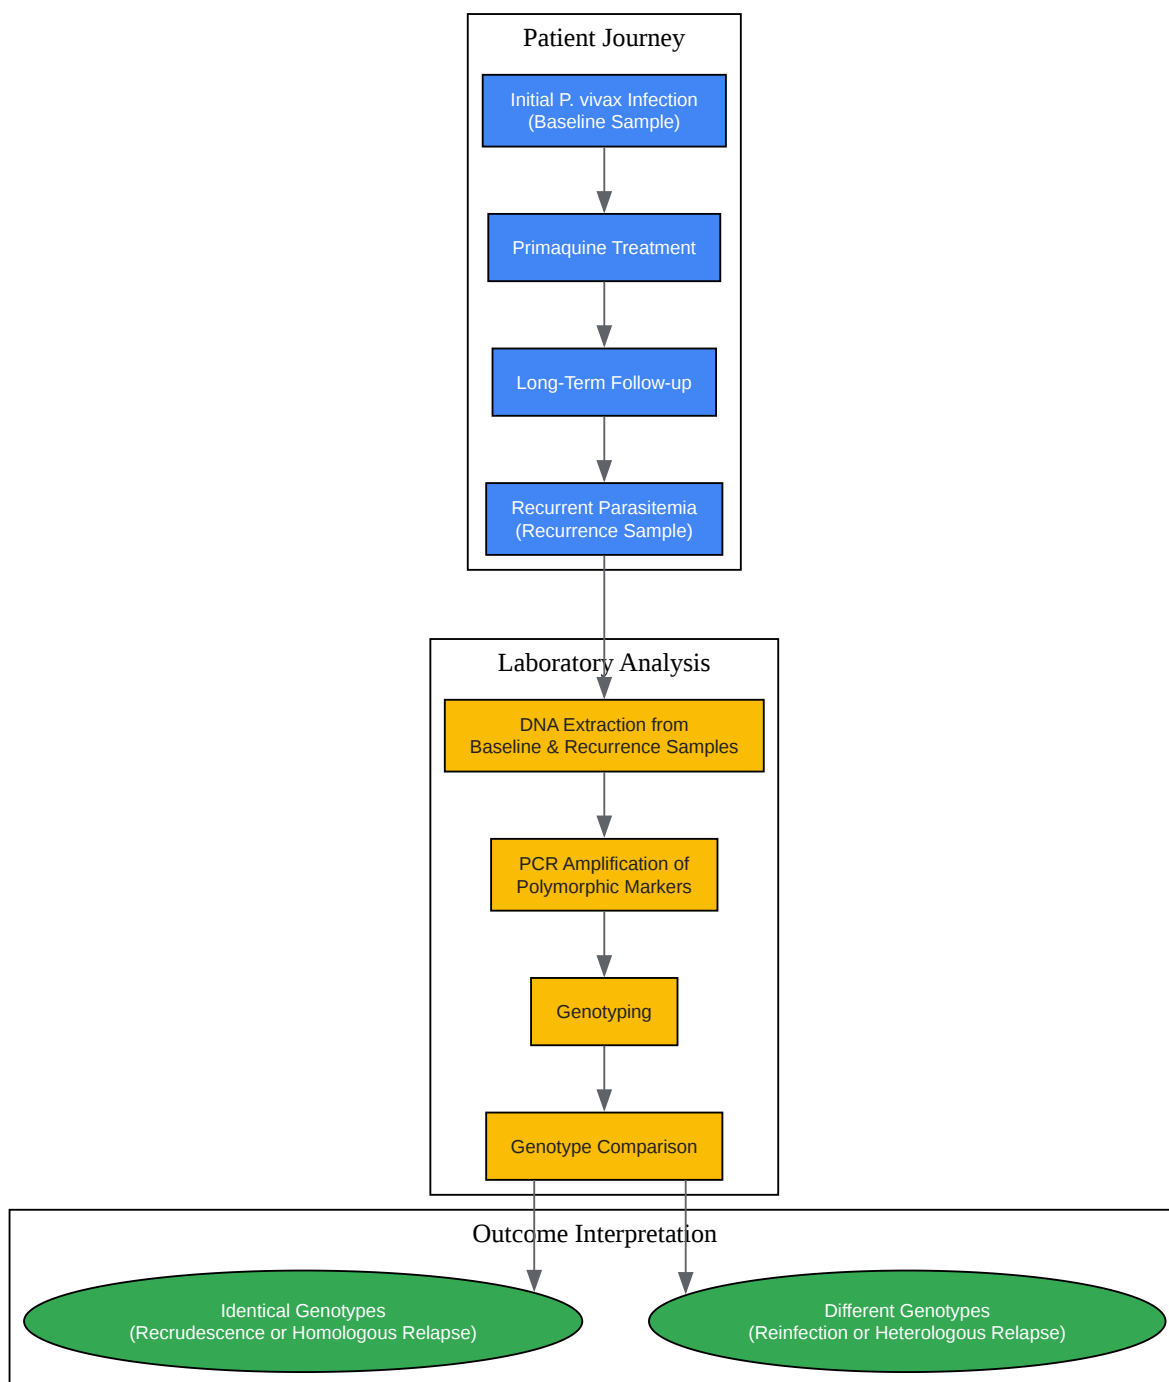 Patient Journey
Initial P. vivax Infection
(Baseline Sample)
Primaquine Treatment
Long-Term Follow-up
Recurrent Parasitemia
(Recurrence Sample)
Laboratory Analysis
DNA Extraction from
Baseline & Recurrence Samples
PCR Amplification of
Polymorphic Markers
Genotyping
Genotype Comparison
Outcome Interpretation
Identical Genotypes
(Recrudescence or Homologous Relapse)
Different Genotypes
(Reinfection or Heterologous Relapse)